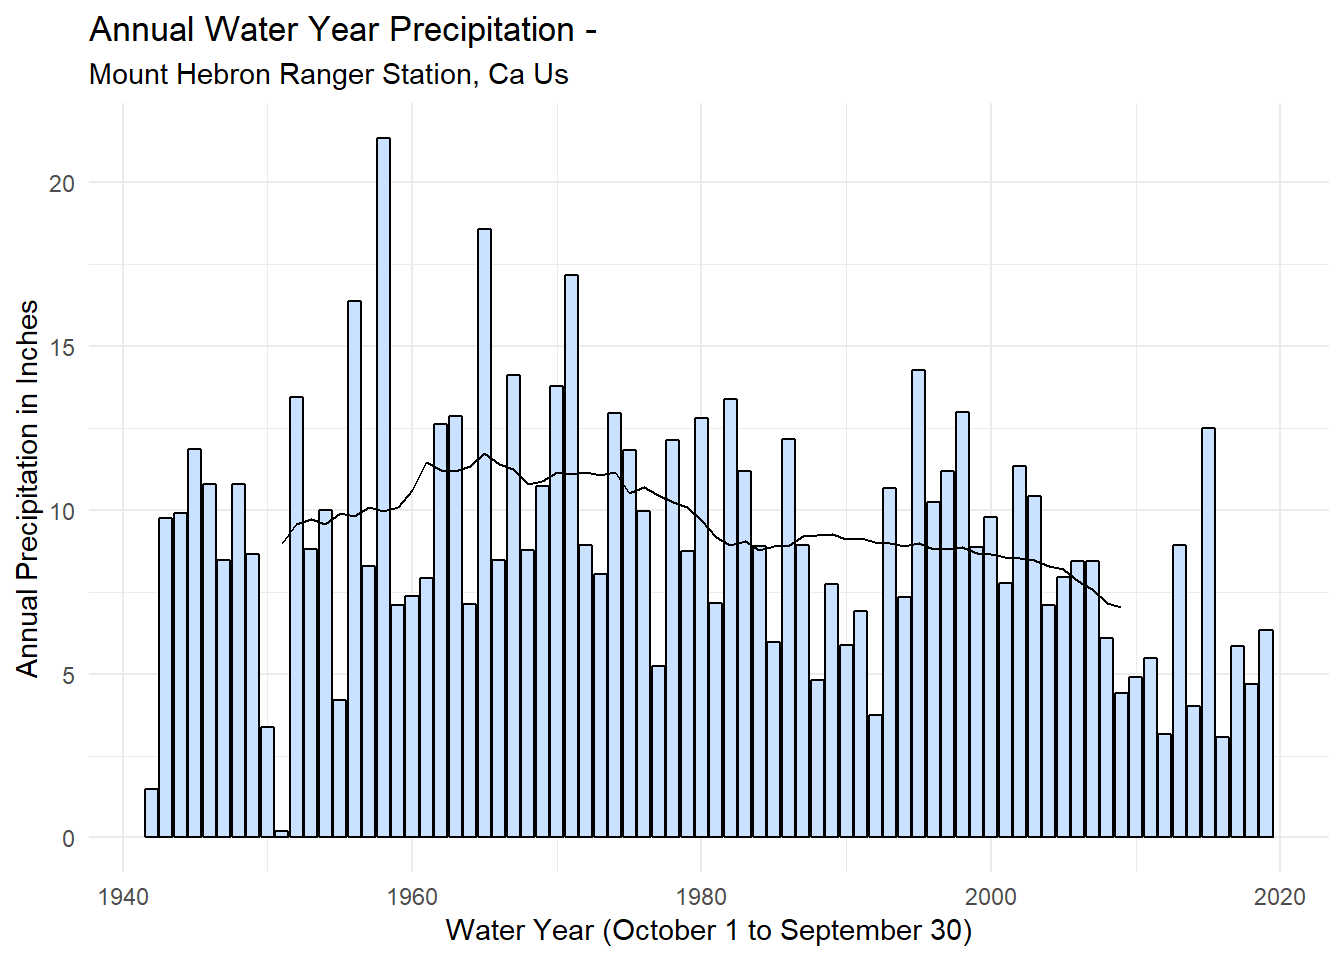 Annual Water Year Precipitation -
Mount Hebron Ranger Station, Ca Us
Annual Precipitation in Inches
20
15
10
5
0
1940 1960 1980 2000 2020
Water Year (October 1 to September 30)